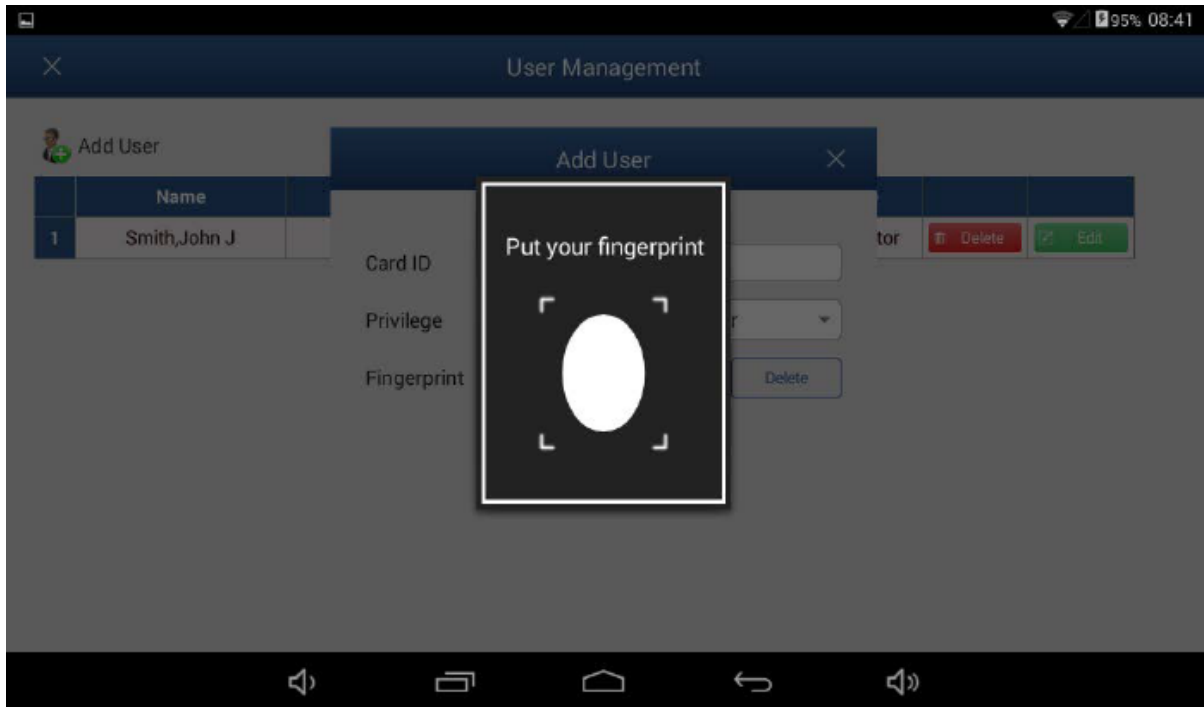 95% 08:41
User Management
Add User
Add User
Name
1 Smith,John J tor Delete Edit
Put your fingerprint
Card ID
Privilege r
Fingerprint Delete